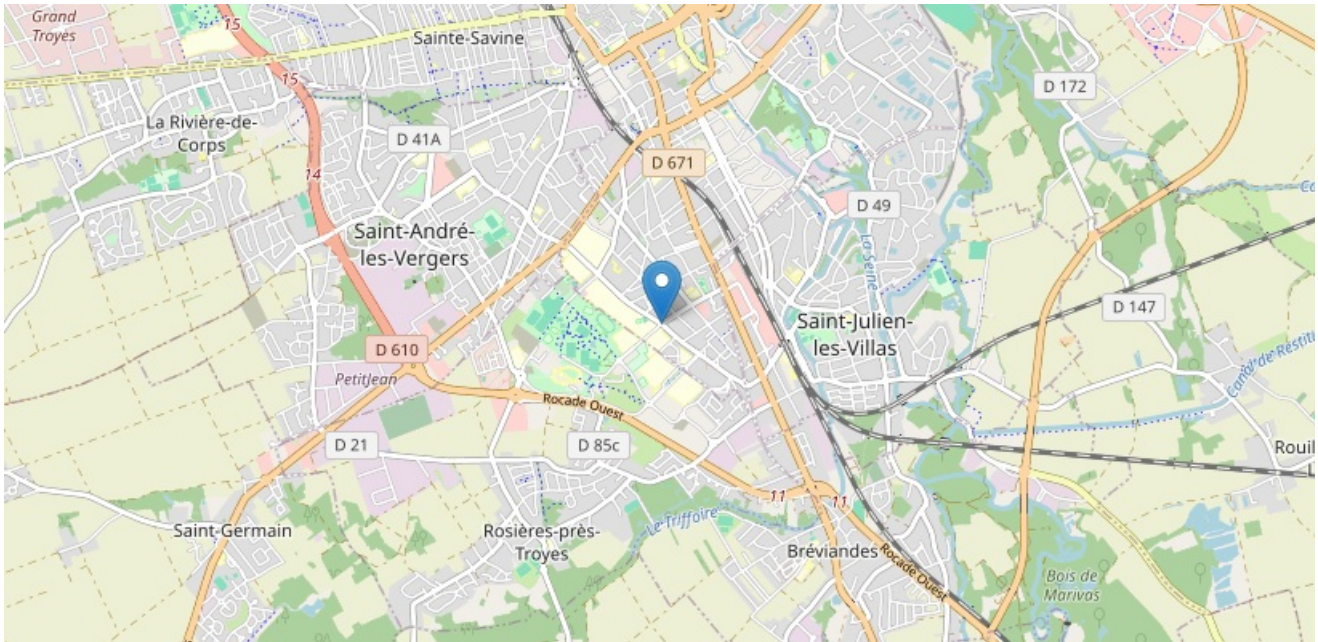 Grand
Troyes
15
Sainte-Savine
15
D 172
La Rivière-de-
Corps
D 41A
14
D 671
D 49
Saint-André-
les-Vergers
La Seine
D 147
Saint-Julien-
les-Villas
D 610
PetitJean
Rocade Ouest
Canal de Restitu
D 21
D 85c
Rouil
L
11
11
Saint-Germain
Rosières-près-
Troyes
Le Triffoire
Bréviandes
Rocade Ouest
Bois de
Marivas